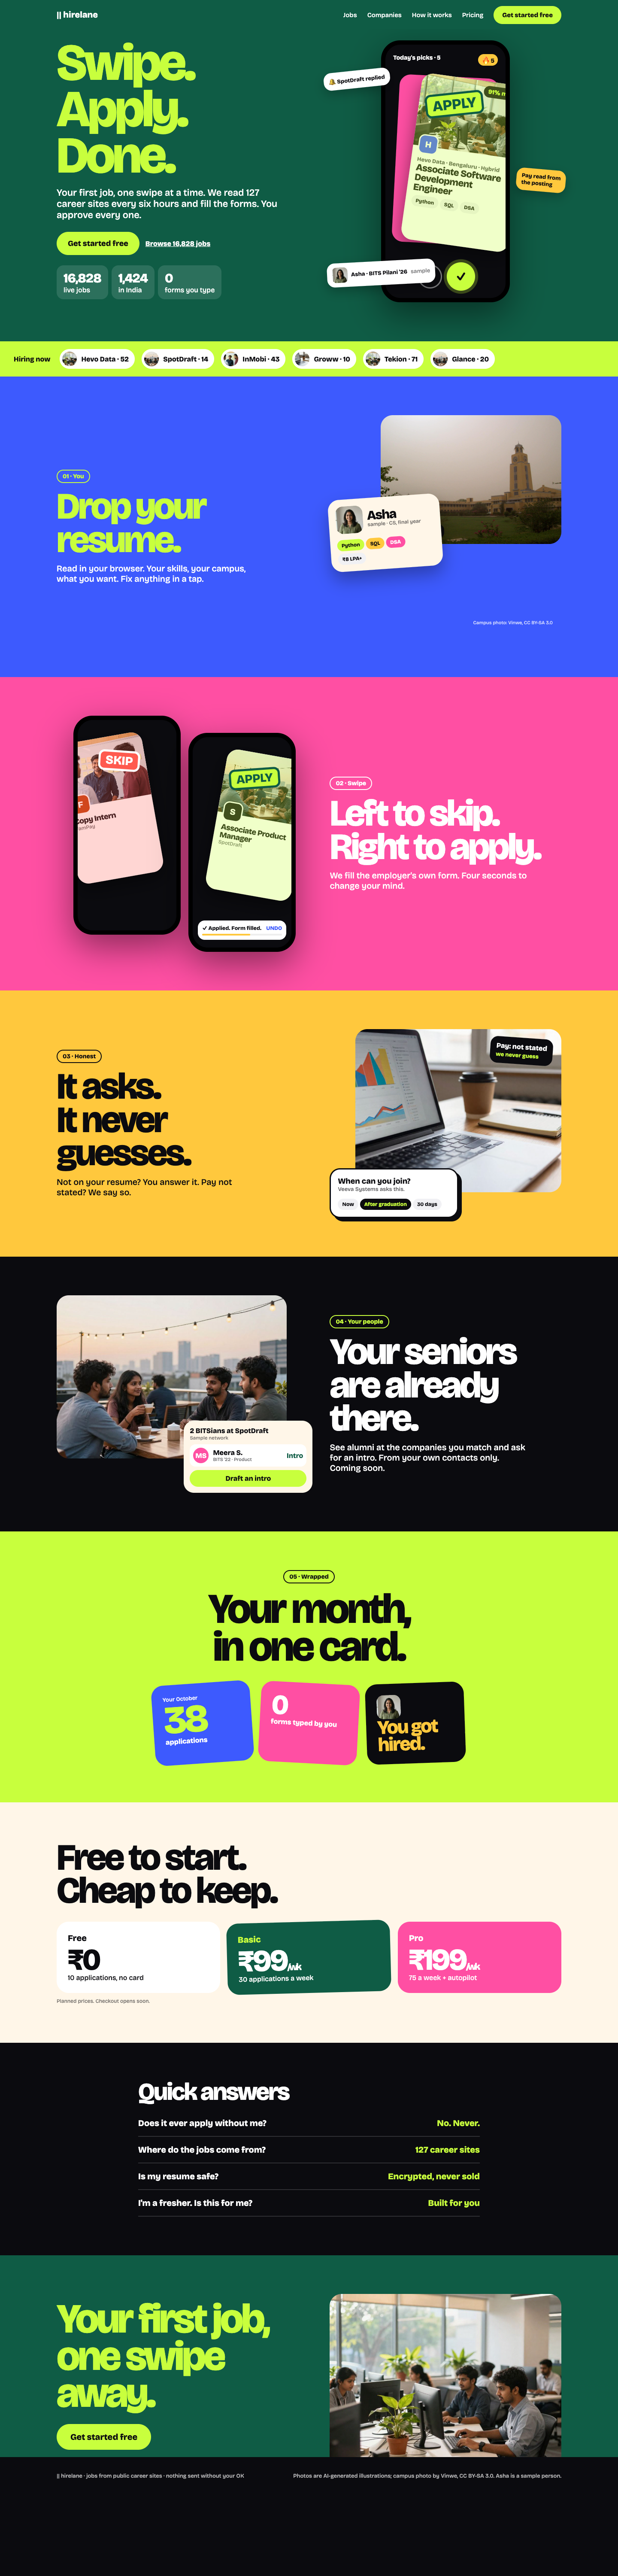 hirelane
Jobs
Companies
How it works
Pricing
Get started free
Swipe.
Apply.
Done.
Your first job, one swipe at a time. We read 127
career sites every six hours and fill the forms. You
approve every one.
Get started free
Browse 16,828 jobs
16,828
live jobs
1,424
in India
0
forms you type
Today's picks · 5
5
SpotDraft replied
91%
APPLY
H
Hevo Data · Bengaluru · Hybrid
Associate Software
Development
Engineer
Python
SQL
DSA
Pay read from
the posting
Asha · BITS Pilani '26 sample
Hiring now
Hevo Data · 52
SpotDraft · 14
InMobi · 43
Groww · 10
Tekion · 71
Glance · 20
01 · You
Drop your
resume.
Read in your browser. Your skills, your campus,
what you want. Fix anything in a tap.
Asha
sample · CS, final year
Python
SQL
DSA
₹8 LPA+
Campus photo: Vinwe, CC BY-SA 3.0
SKIP
Intern
APPLY
S
Associate Product
Manager
SpotDraft
Applied. Form filled.
UNDO
02 · Swipe
Left to skip.
Right to apply.
We fill the employer's own form. Four seconds to
change your mind.
03 · Honest
It asks.
It never
guesses.
Not on your resume? You answer it. Pay not
stated? We say so.
Pay: not stated
we never guess
When can you join?
Veeva Systems asks this.
Now
After graduation
30 days
2 BITSians at SpotDraft
Sample network
MS
Meera S.
BITS '22 · Product
Intro
Draft an intro
04 · Your people
Your seniors
are already
there.
See alumni at the companies you match and ask
for an intro. From your own contacts only.
Coming soon.
05 · Wrapped
Your month,
in one card.
Your October
38
applications
0
forms typed by you
You got
hired.
Free to start.
Cheap to keep.
Free
₹0
10 applications, no card
Basic
₹99/wk
30 applications a week
Pro
₹199/wk
75 a week + autopilot
Planned prices. Checkout opens soon.
Quick answers
Does it ever apply without me?
No. Never.
Where do the jobs come from?
127 career sites
Is my resume safe?
Encrypted, never sold
I'm a fresher. Is this for me?
Built for you
Your first job,
one swipe
away.
Get started free
hirelane · jobs from public career sites · nothing sent without your OK
Photos are AI-generated illustrations; campus photo by Vinwe, CC BY-SA 3.0. Asha is a sample person.